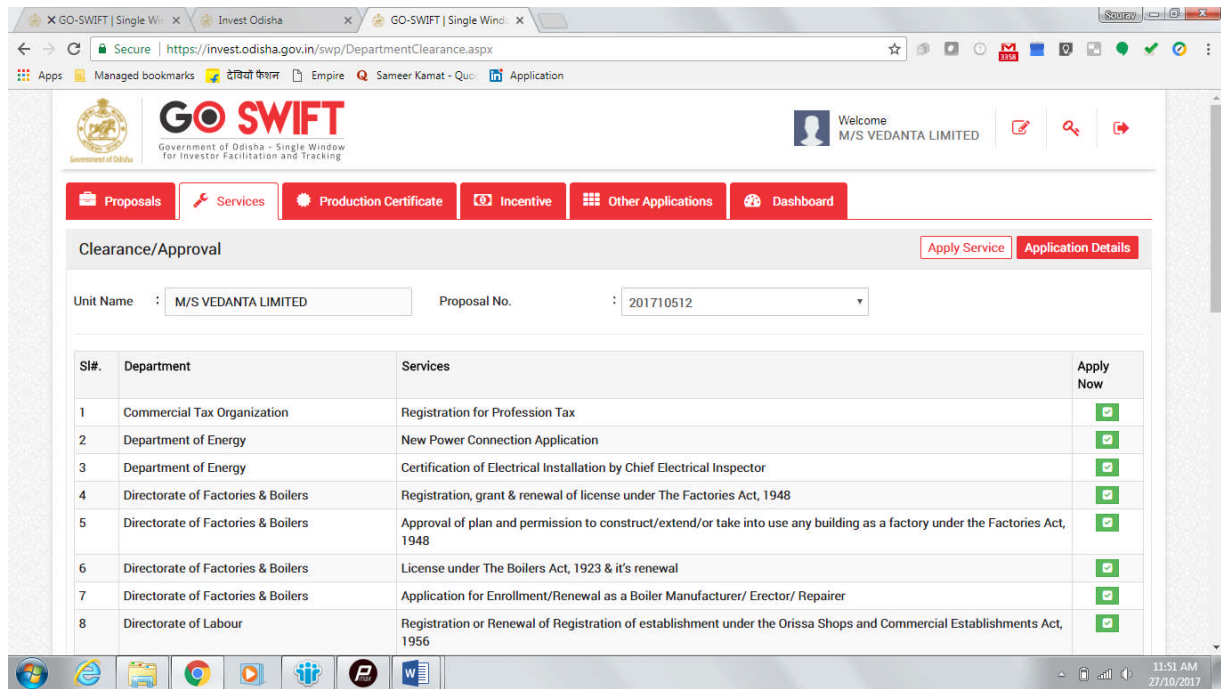 X GO-SWIFT | Single Wir X
Invest Odisha X
GO-SWIFT | Single Wind X
Sourav
Secure | https://invest.odisha.gov.in/swp/DepartmentClearance.aspx
3358
Apps Managed bookmarks देवियों फैशन Empire Sameer Kamat - Quo Application
Government of Odisha
GO SWIFT
Government of Odisha - Single Window
for Investor Facilitation and Tracking
Welcome
M/S VEDANTA LIMITED
Proposals Services Production Certificate Incentive Other Applications Dashboard
Clearance/Approval Apply Service Application Details
Unit Name : M/S VEDANTA LIMITED Proposal No. : 201710512
Sl#. Department Services Apply
Now
1 Commercial Tax Organization Registration for Profession Tax
2 Department of Energy New Power Connection Application
3 Department of Energy Certification of Electrical Installation by Chief Electrical Inspector
4 Directorate of Factories & Boilers Registration, grant & renewal of license under The Factories Act, 1948
5 Directorate of Factories & Boilers Approval of plan and permission to construct/extend/or take into use any building as a factory under the Factories Act,
1948
6 Directorate of Factories & Boilers License under The Boilers Act, 1923 & it's renewal
7 Directorate of Factories & Boilers Application for Enrollment/Renewal as a Boiler Manufacturer/ Erector/ Repairer
8 Directorate of Labour Registration or Renewal of Registration of establishment under the Orissa Shops and Commercial Establishments Act,
1956
11:51 AM
27/10/2017